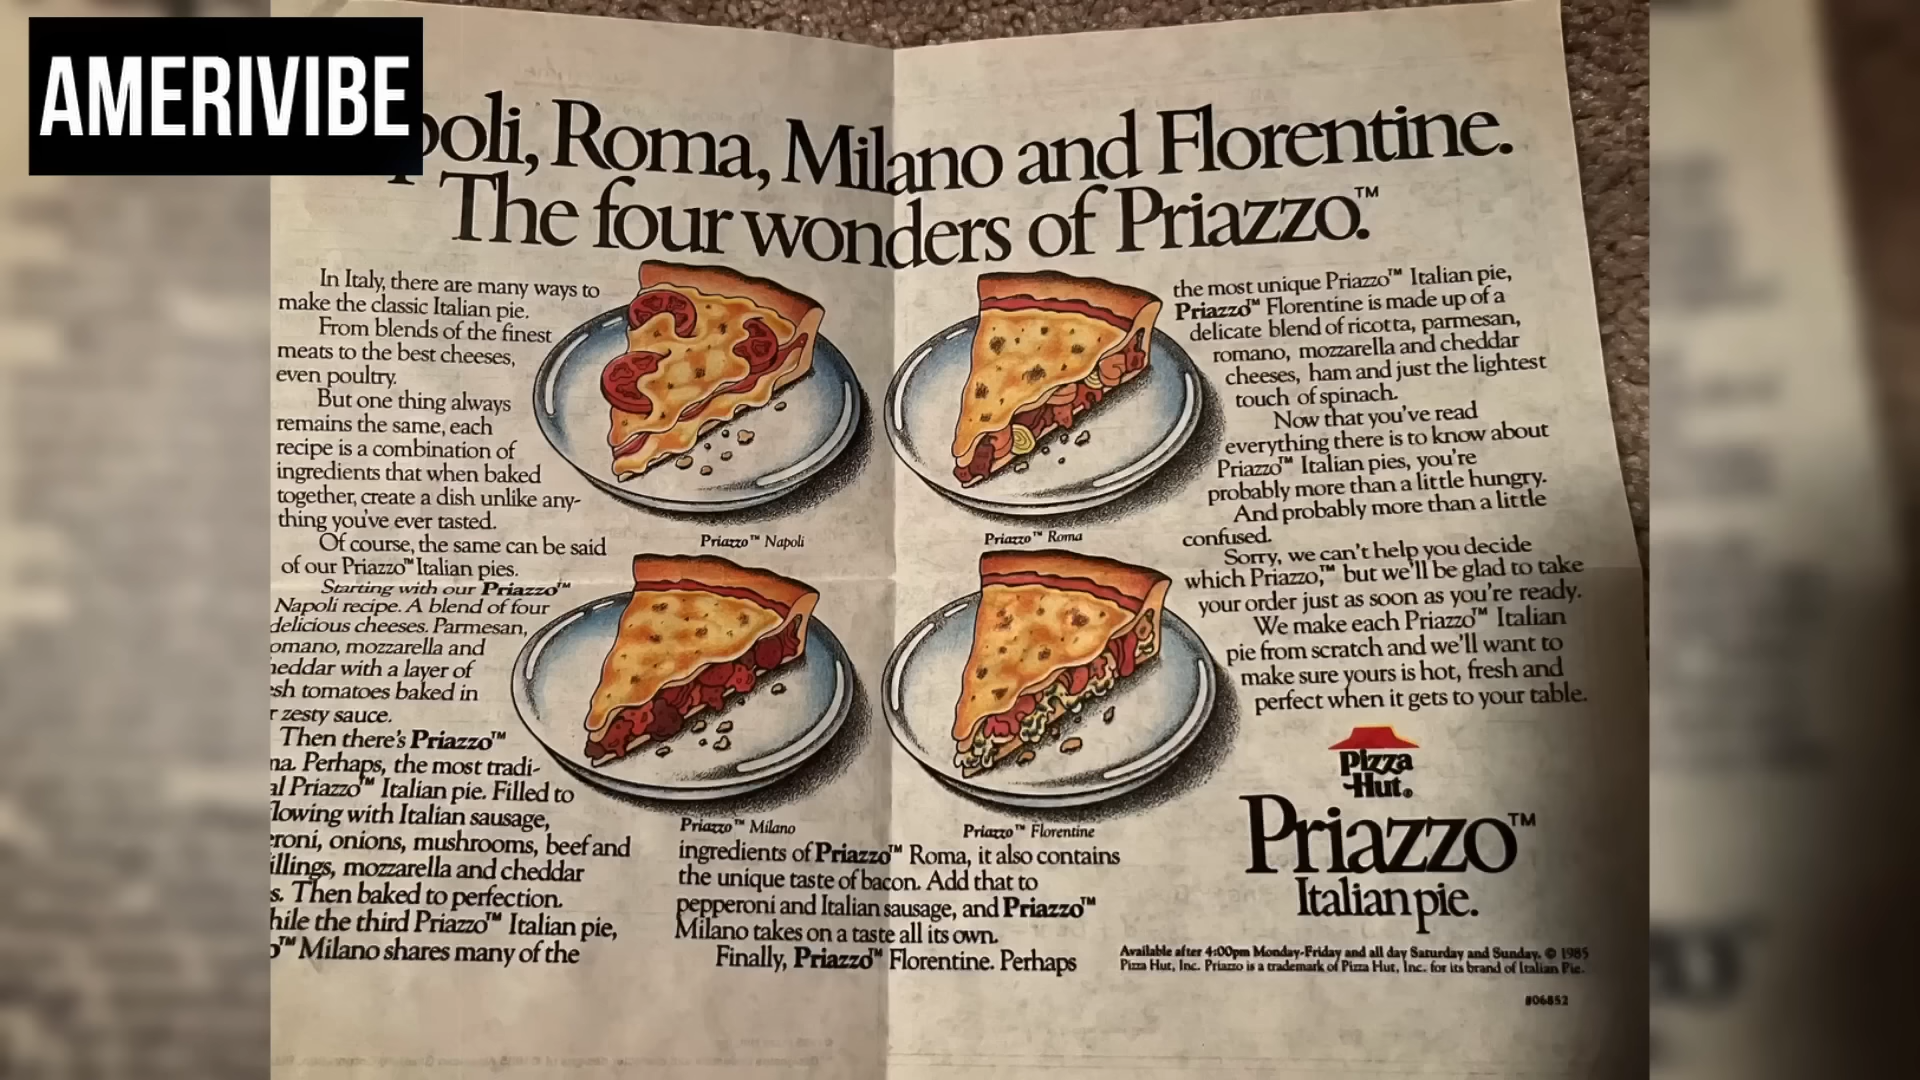 AMERIVIBE
poli, Roma, Milano and Florentine.
The four wonders of Priazzo.™
In Italy, there are many ways to
make the classic Italian pie.
From blends of the finest
meats to the best cheeses,
even poultry.
But one thing always
remains the same, each
recipe is a combination of
ingredients that when baked
together, create a dish unlike any-
thing you've ever tasted.
Of course, the same can be said
of our Priazzo™ Italian pies.
Starting with our Priazzo™
Napoli recipe. A blend of four
delicious cheeses. Parmesan,
omano, mozzarella and
heddar with a layer of
esh tomatoes baked in
r zesty sauce.
Then there's Priazzo™
na. Perhaps, the most tradi-
al Priazzo™ Italian pie. Filled to
lowing with Italian sausage,
eroni, onions, mushrooms, beef and
illings, mozzarella and cheddar
s. Then baked to perfection.
hile the third Priazzo™ Italian pie,
o™ Milano shares many of the
Priazzo™ Napoli
Priazzo™ Roma
Priazzo™ Milano
Priazzo™ Florentine
ingredients of Priazzo™ Roma, it also contains
the unique taste of bacon. Add that to
pepperoni and Italian sausage, and Priazzo™
Milano takes on a taste all its own.
Finally, Priazzo™ Florentine. Perhaps
the most unique Priazzo™ Italian pie,
Priazzo™ Florentine is made up of a
delicate blend of ricotta, parmesan,
romano, mozzarella and cheddar
cheeses, ham and just the lightest
touch of spinach.
Now that you've read
everything there is to know about
Priazzo™ Italian pies, you're
probably more than a little hungry.
And probably more than a little
confused.
Sorry, we can't help you decide
which Priazzo,™ but we'll be glad to take
your order just as soon as you're ready.
We make each Priazzo™ Italian
pie from scratch and we'll want to
make sure yours is hot, fresh and
perfect when it gets to your table.
Pizza
Hut®
Priazzo™
Italian pie.
Available after 4:00pm Monday-Friday and all day Saturday and Sunday. © 1985
Pizza Hut, Inc. Priazzo is a trademark of Pizza Hut, Inc. for its brand of Italian Pie.
#06852